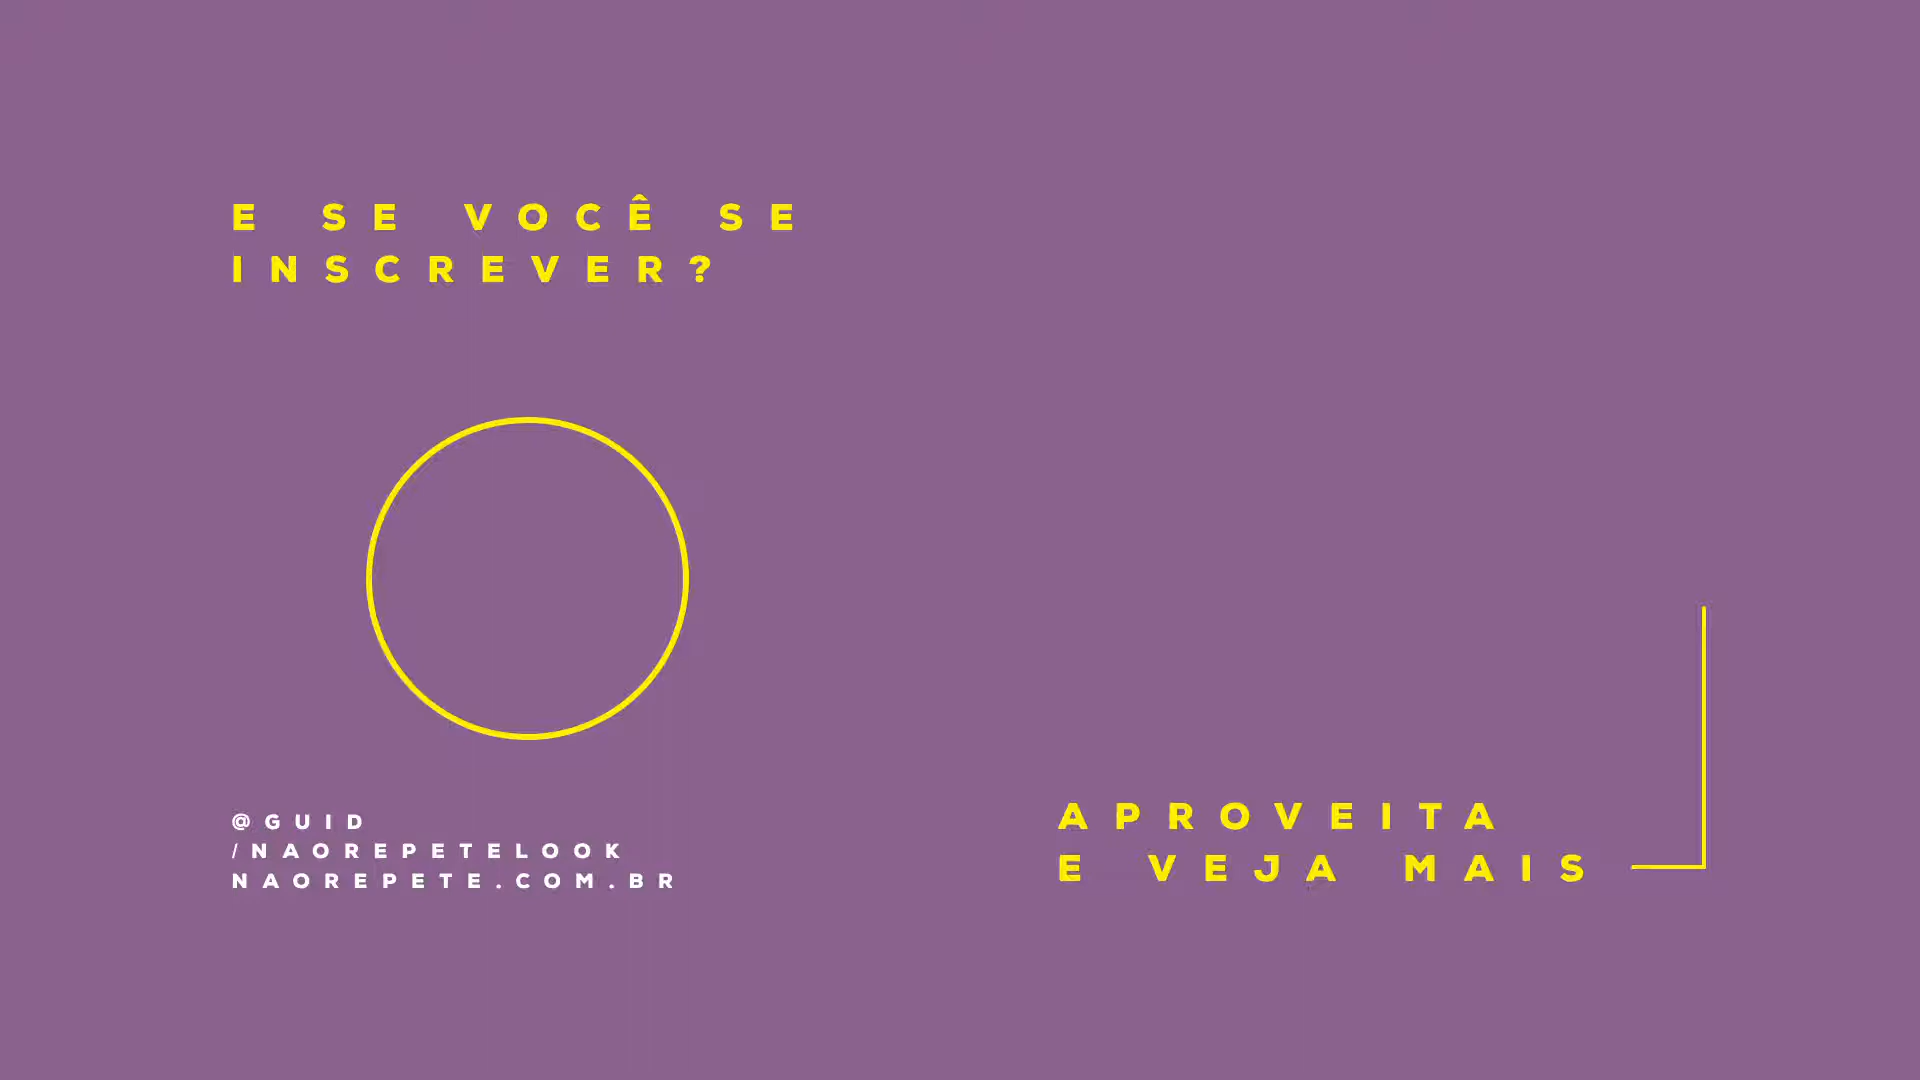 E SE VOCÊ SE
INSCREVER?
@GUID
/NAOREPETELOOK
NAOREPETE.COM.BR
APROVEITA
E VEJA MAIS